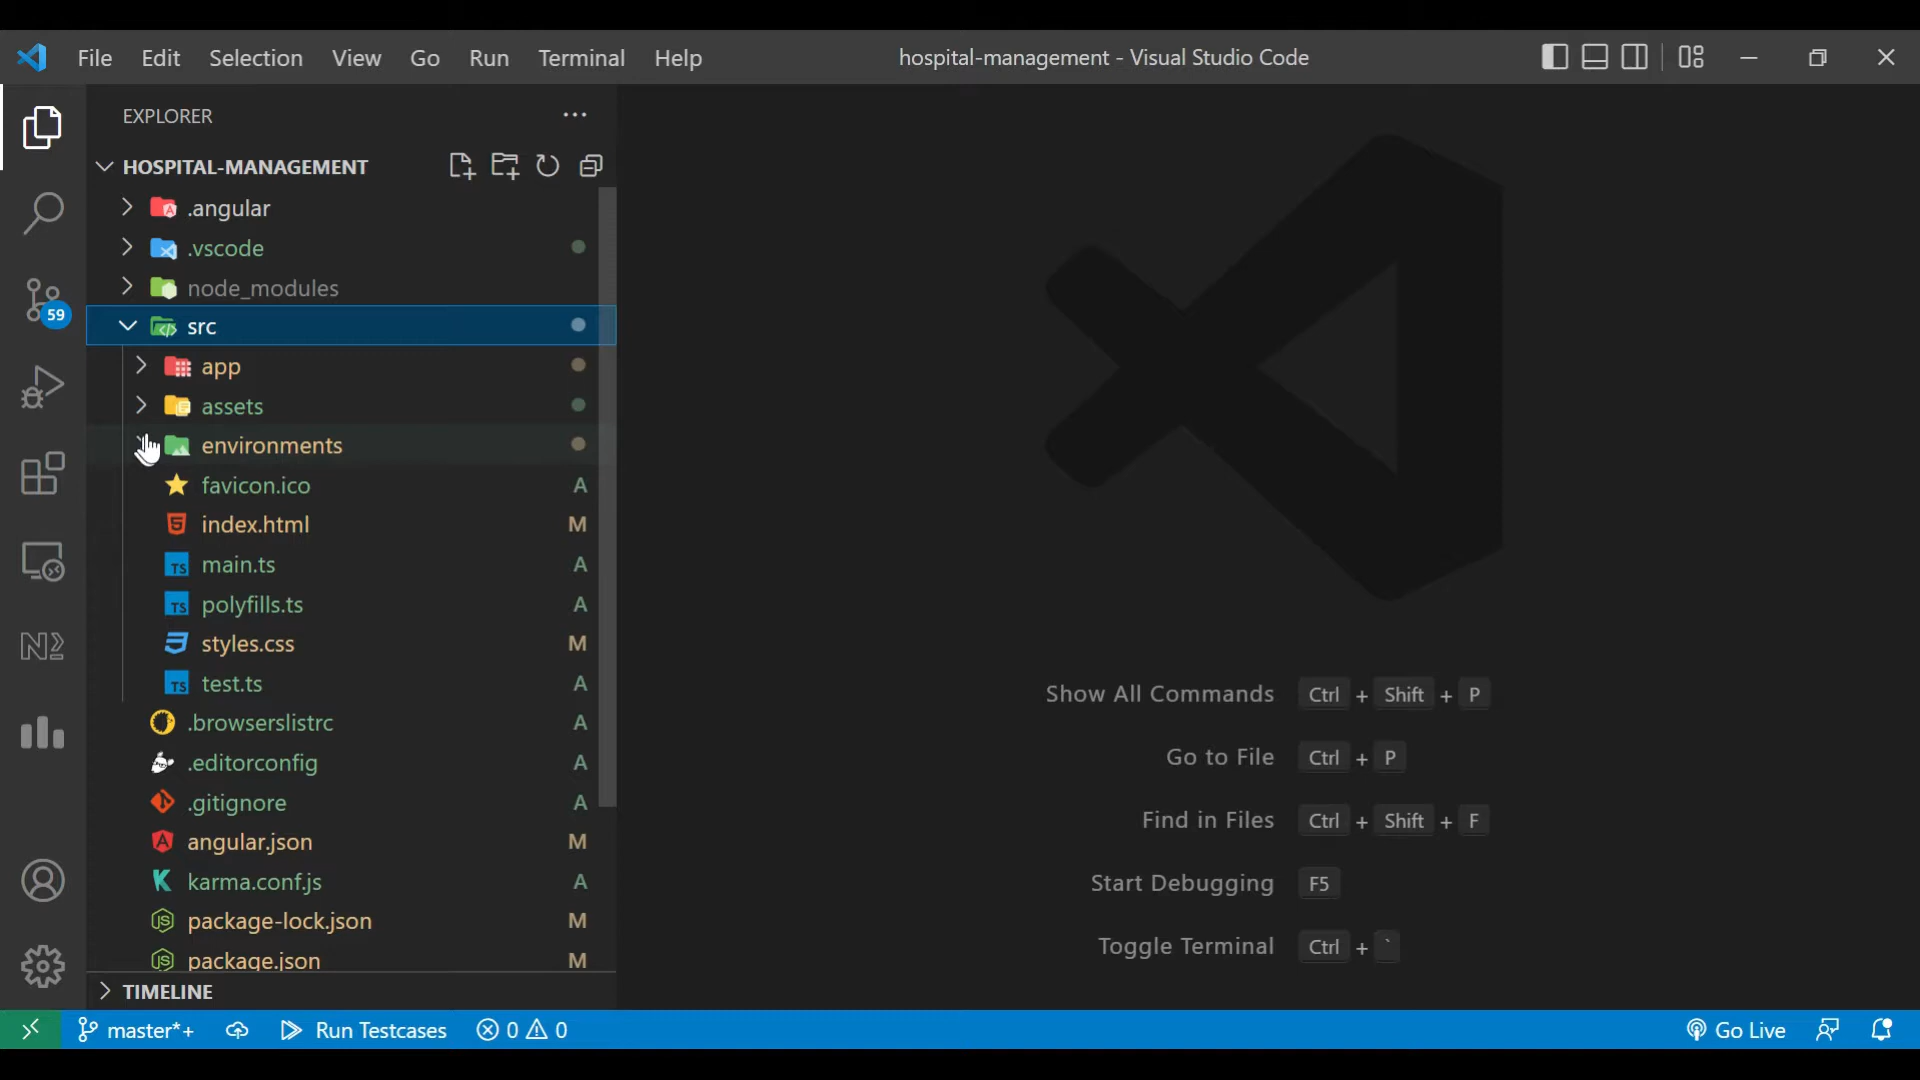 File Edit Selection View Go Run Terminal Help hospital-management - Visual Studio Code
EXPLORER
HOSPITAL-MANAGEMENT
.angular
.vscode
node_modules
src
app
assets
environments
favicon.ico A
index.html M
main.ts A
polyfills.ts A
styles.css M
test.ts A
.browserslistrc A
.editorconfig A
.gitignore A
angular.json M
karma.conf.js A
package-lock.json M
package.json M
TIMELINE
59
Show All Commands Ctrl + Shift + P
Go to File Ctrl + P
Find in Files Ctrl + Shift + F
Start Debugging F5
Toggle Terminal Ctrl + `
master*+ Run Testcases 0 0 Go Live